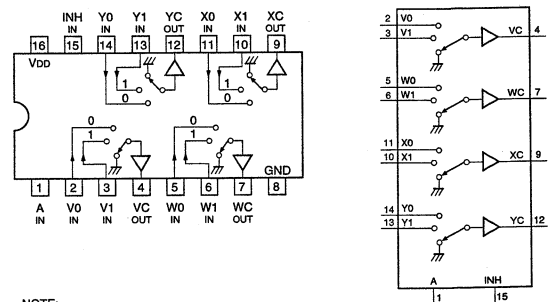 INH Y0 Y1 YC X0 X1 XC
IN IN IN OUT IN IN OUT
16 15 14 13 12 11 10 9
VDD
1 1
0 0
0 0
1 1
GND
1 2 3 4 5 6 7 8
A V0 V1 VC W0 W1 WC
IN IN IN OUT IN IN OUT
NOTE:
2 V0
3 V1
VC 4
5 W0
6 W1
WC 7
11 X0
10 X1
XC 9
14 Y0
13 Y1
YC 12
A INH
1 15